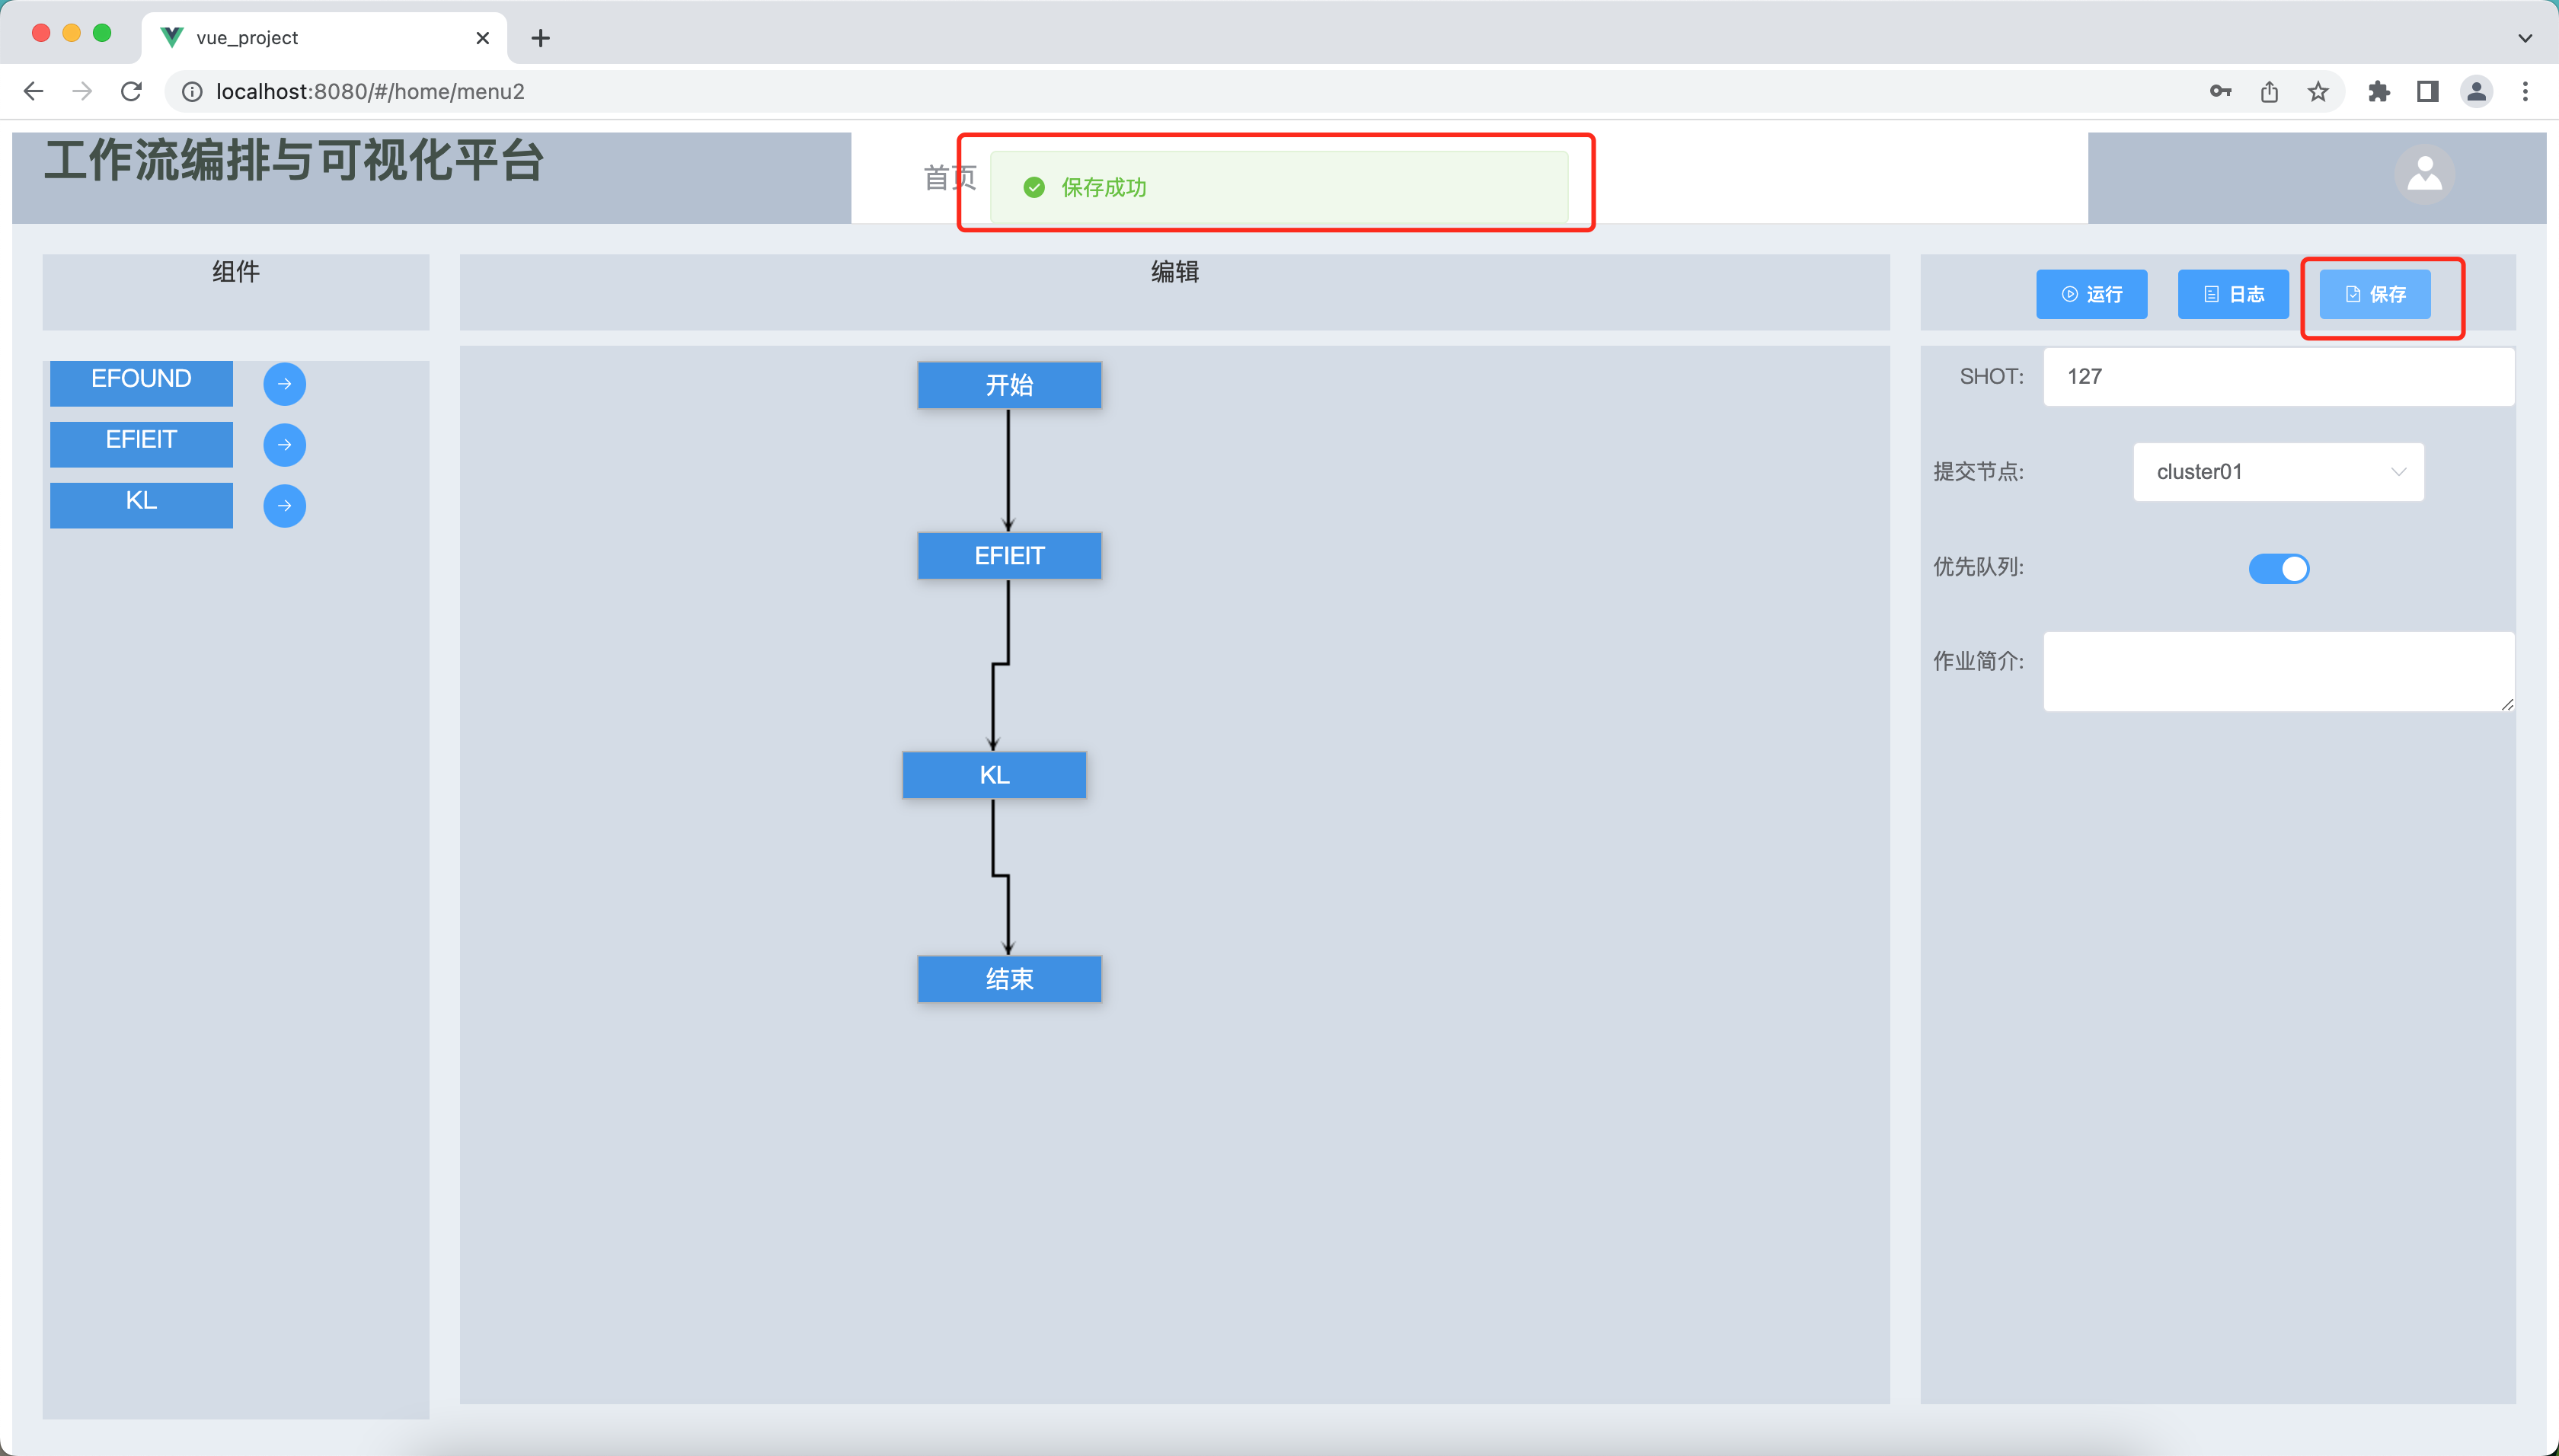 vue_project
localhost:8080/#/home/menu2
工作流编排与可视化平台
首页
保存成功
组件
编辑
运行
日志
保存
EFOUND
EFIEIT
KL
开始
EFIEIT
KL
结束
SHOT:
127
提交节点:
cluster01
优先队列:
作业简介: